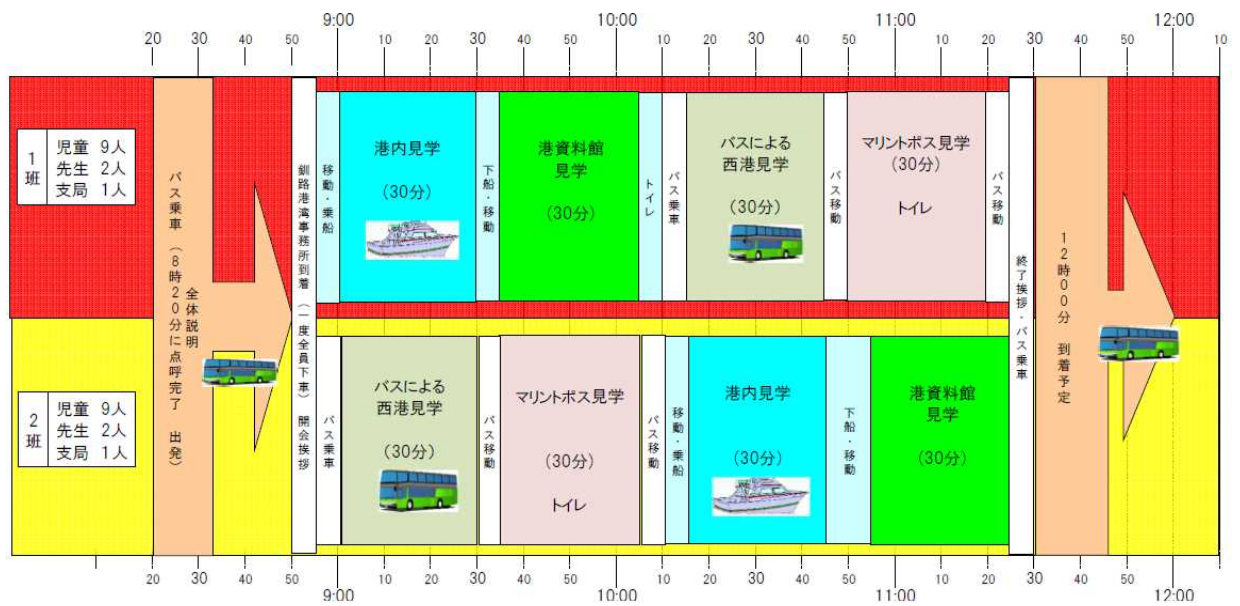 9:00 10:00 11:00 12:00
20 30 40 50 10 20 30 40 50 10 20 30 40 50 10 20 30 40 50 10
1班
児童 9人
先生 2人
支局 1人
2班
児童 9人
先生 2人
支局 1人
バス乗車 (8時20分に点呼完了 出発)
全体説明
釧路港湾事務所到着 (一度全員下車) 開会挨拶
移動・乗船
港内見学
(30分)
下船・移動
港資料館
見学
(30分)
トイレ
バス乗車
バスによる
西港見学
(30分)
バス移動
マリントポス見学
(30分)
トイレ
バス移動
バス乗車
バスによる
西港見学
(30分)
バス移動
マリントポス見学
(30分)
トイレ
バス移動
移動・乗船
港内見学
(30分)
下船・移動
港資料館
見学
(30分)
終了挨拶・バス乗車
12時00分 到着予定
20 30 40 50 10 20 30 40 50 10 20 30 40 50 10 20 30 40 50
9:00 10:00 11:00 12:00